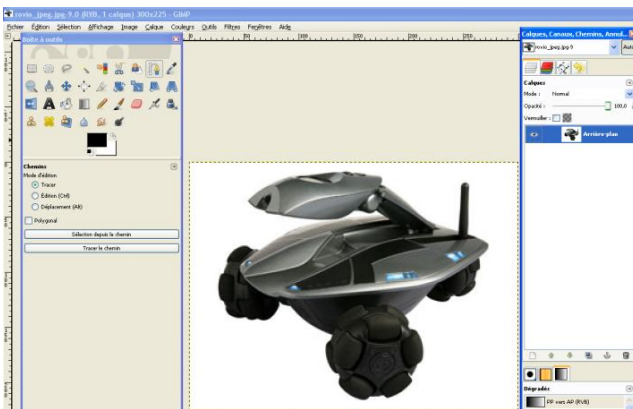 rovio_jpeg.jpg-9.0 (RVB, 1 calque) 300x225 - GIMP
Fichier Édition Sélection Affichage Image Calque Couleurs Outils Filtres Fenêtres Aide
Boîte à outils
Chemins
Mode d'édition
Tracer
Édition (Ctrl)
Déplacement (Alt)
Polygonal
Sélection depuis le chemin
Tracer le chemin
Calques, Canaux, Chemins, Annul...
rovio_jpeg.jpg-9
Auto
Calques
Mode : Normal
Opacité : 100,0
Verrouiller :
Arrière-plan
Dégradés
PP vers AP (RVB)